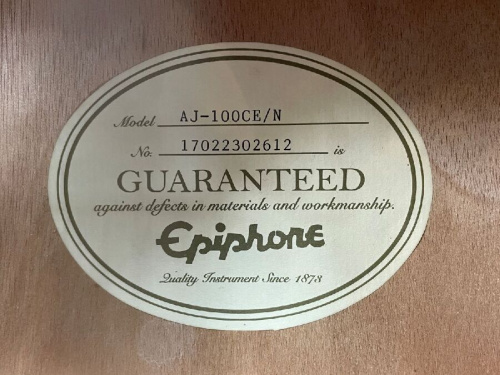 Model AJ-100CE/N
No. 17022302612 is
GUARANTEED
against defects in materials and workmanship.
Epiphone
Quality Instrument Since 1873